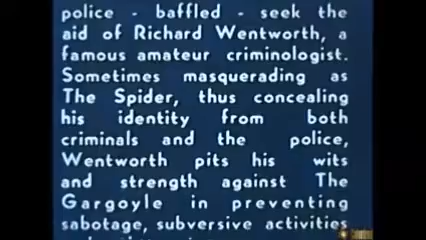 police - baffled - seek the
aid of Richard Wentworth, a
famous amateur criminologist.
Sometimes masquerading as
The Spider, thus concealing
his identity from both
criminals and the police,
Wentworth pits his wits
and strength against The
Gargoyle in preventing
sabotage, subversive activities